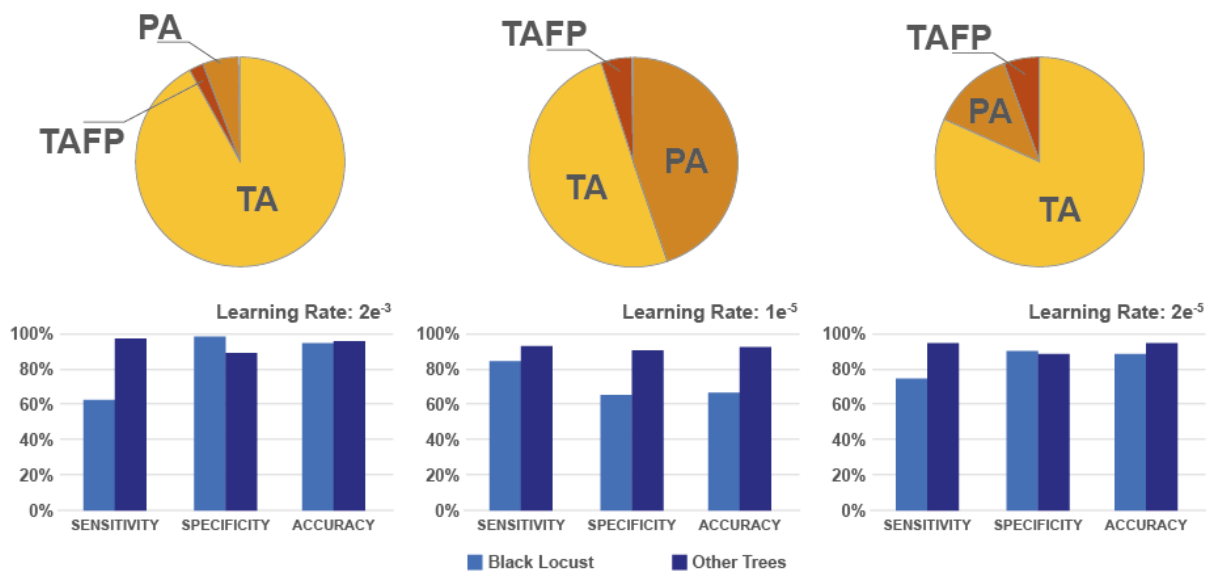 PA
TAFP
TA
TAFP
TA
PA
TAFP
PA
TA
Learning Rate: 2e⁻³
100%
80%
60%
40%
20%
0%
SENSITIVITY SPECIFICITY ACCURACY
Learning Rate: 1e⁻⁵
100%
80%
60%
40%
20%
0%
SENSITIVITY SPECIFICITY ACCURACY
Learning Rate: 2e⁻⁵
100%
80%
60%
40%
20%
0%
SENSITIVITY SPECIFICITY ACCURACY
Black Locust
Other Trees